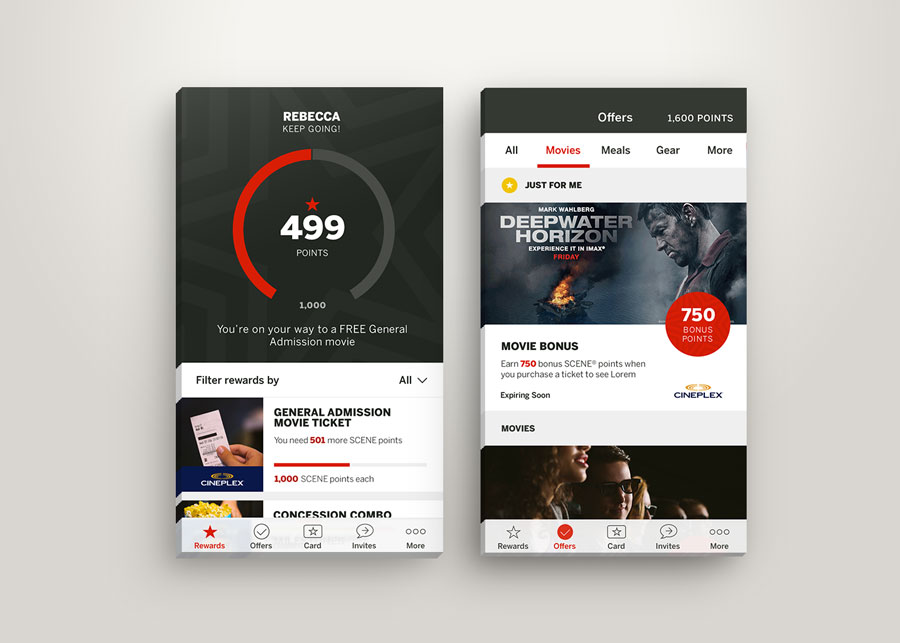 REBECCA
KEEP GOING!
499
POINTS
1,000
You're on your way to a FREE General
Admission movie
Filter rewards by
All
GENERAL ADMISSION
MOVIE TICKET
You need 501 more SCENE points
1,000 SCENE points each
CINEPLEX
CONCESSION COMBO
Rewards
Offers
Card
Invites
More
Offers
1,600 POINTS
All
Movies
Meals
Gear
More
JUST FOR ME
MARK WAHLBERG
DEEPWATER
HORIZON
EXPERIENCE IT IN IMAX®
FRIDAY
750
BONUS
POINTS
MOVIE BONUS
Earn 750 bonus SCENE® points when
you purchase a ticket to see Lorem
Expiring Soon
CINEPLEX
MOVIES
Rewards
Offers
Card
Invites
More